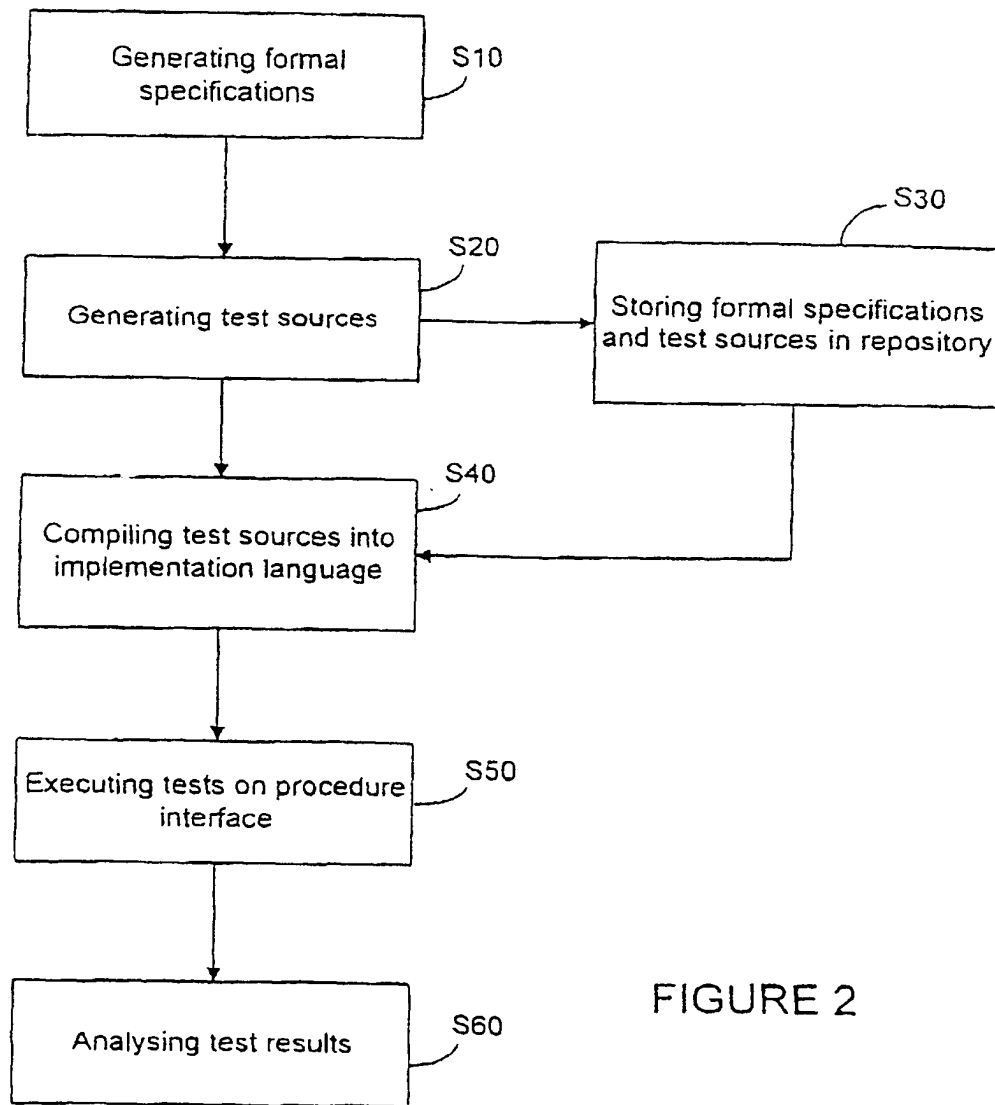 Generating formal
specifications
S10
S30
S20
Generating test sources
Storing formal specifications
and test sources in repository
S40
Compiling test sources into
implementation language
S50
Executing tests on procedure
interface
FIGURE 2
S60
Analysing test results